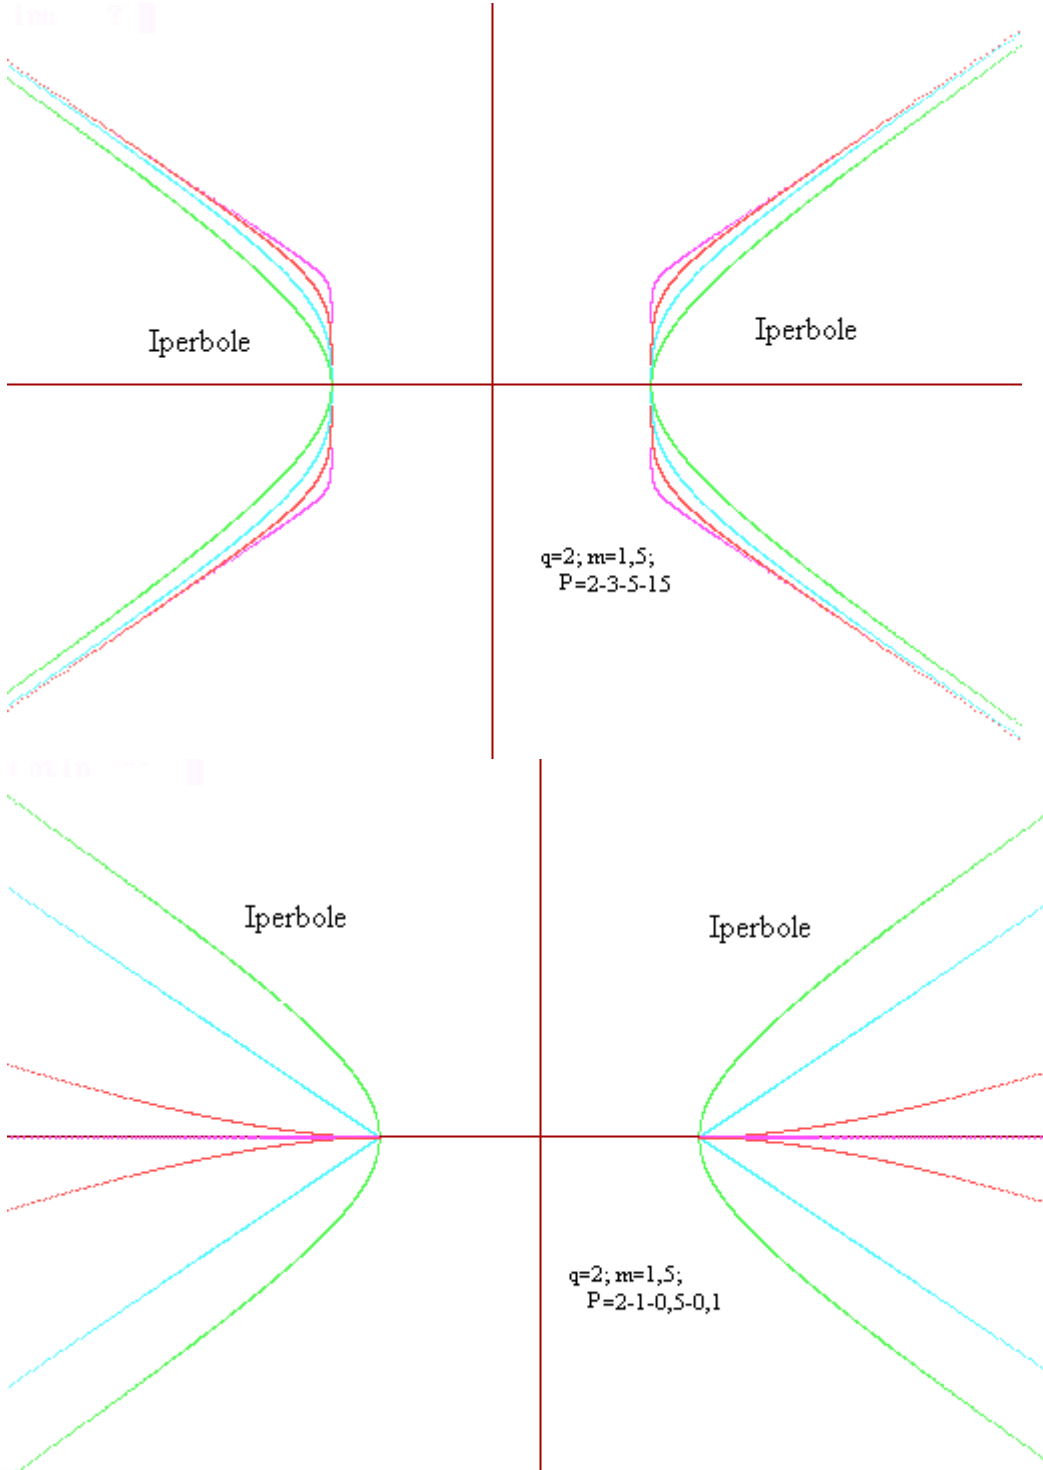 Iperbole
Iperbole
q=2; m=1,5;
P=2-3-5-15
Iperbole
Iperbole
q=2; m=1,5;
P=2-1-0,5-0,1